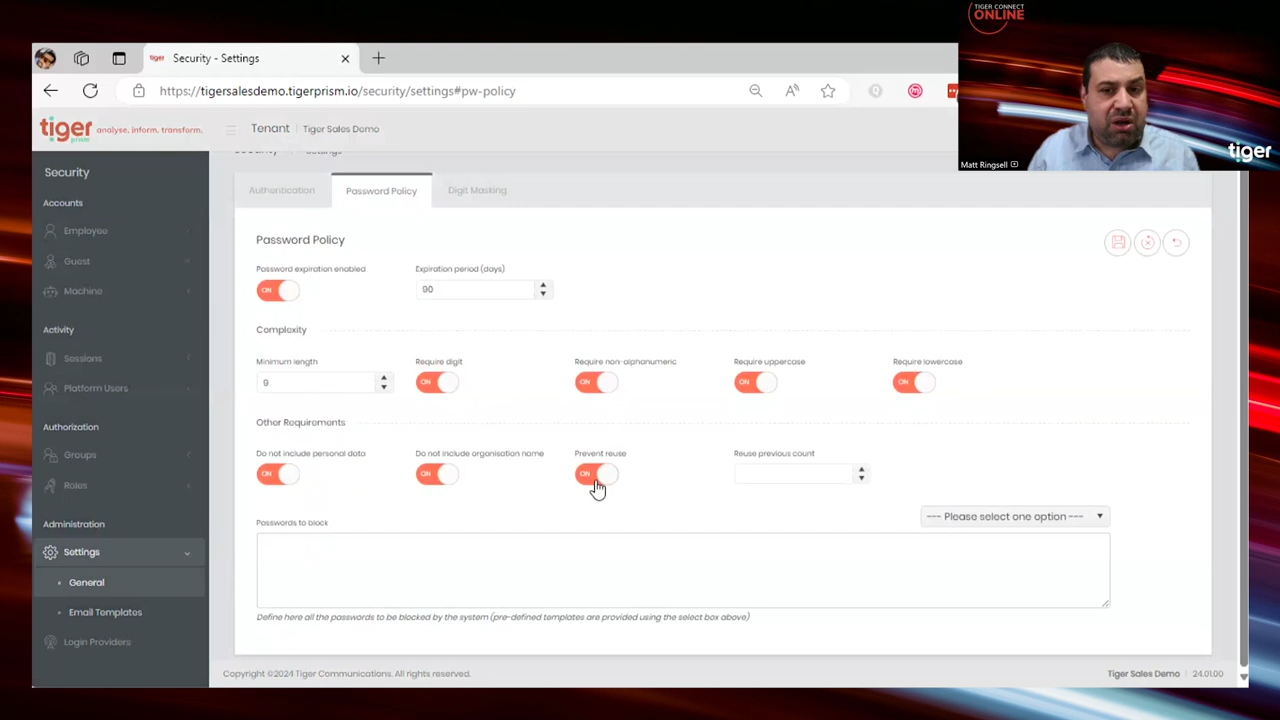 TIGER CONNECT
ONLINE
Security - Settings
https://tigersalesdemo.tigerprism.io/security/settings#pw-policy
tiger prism analyse. inform. transform.
Tenant Tiger Sales Demo
tiger
Matt Ringsell
Security
Settings
Security
Accounts
Employee
Guest
Machine
Activity
Sessions
Platform Users
Authorization
Groups
Roles
Administration
Settings
General
Email Templates
Login Providers
Authentication Password Policy Digit Masking
Password Policy
Password expiration enabled Expiration period (days)
ON 90
Complexity
Minimum length Require digit Require non-alphanumeric Require uppercase Require lowercase
9 ON ON ON ON
Other Requirements
Do not include personal data Do not include organisation name Prevent reuse Reuse previous count
ON ON ON
--- Please select one option ---
Passwords to block
Define here all the passwords to be blocked by the system (pre-defined templates are provided using the select box above)
Copyright ©2024 Tiger Communications. All rights reserved. Tiger Sales Demo | 24.01.00